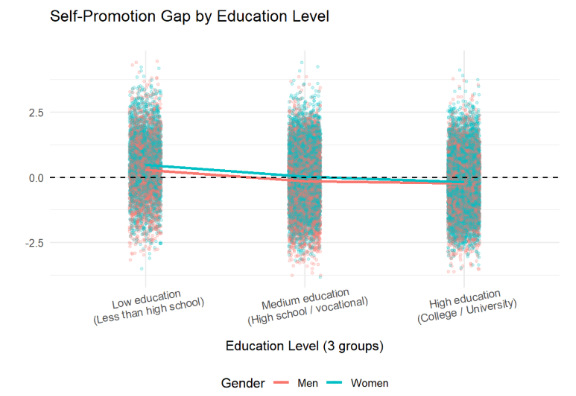 Self-Promotion Gap by Education Level
2.5
0.0
-2.5
Low education
(Less than high school)
Medium education
(High school / vocational)
High education
(College / University)
Education Level (3 groups)
Gender Men Women